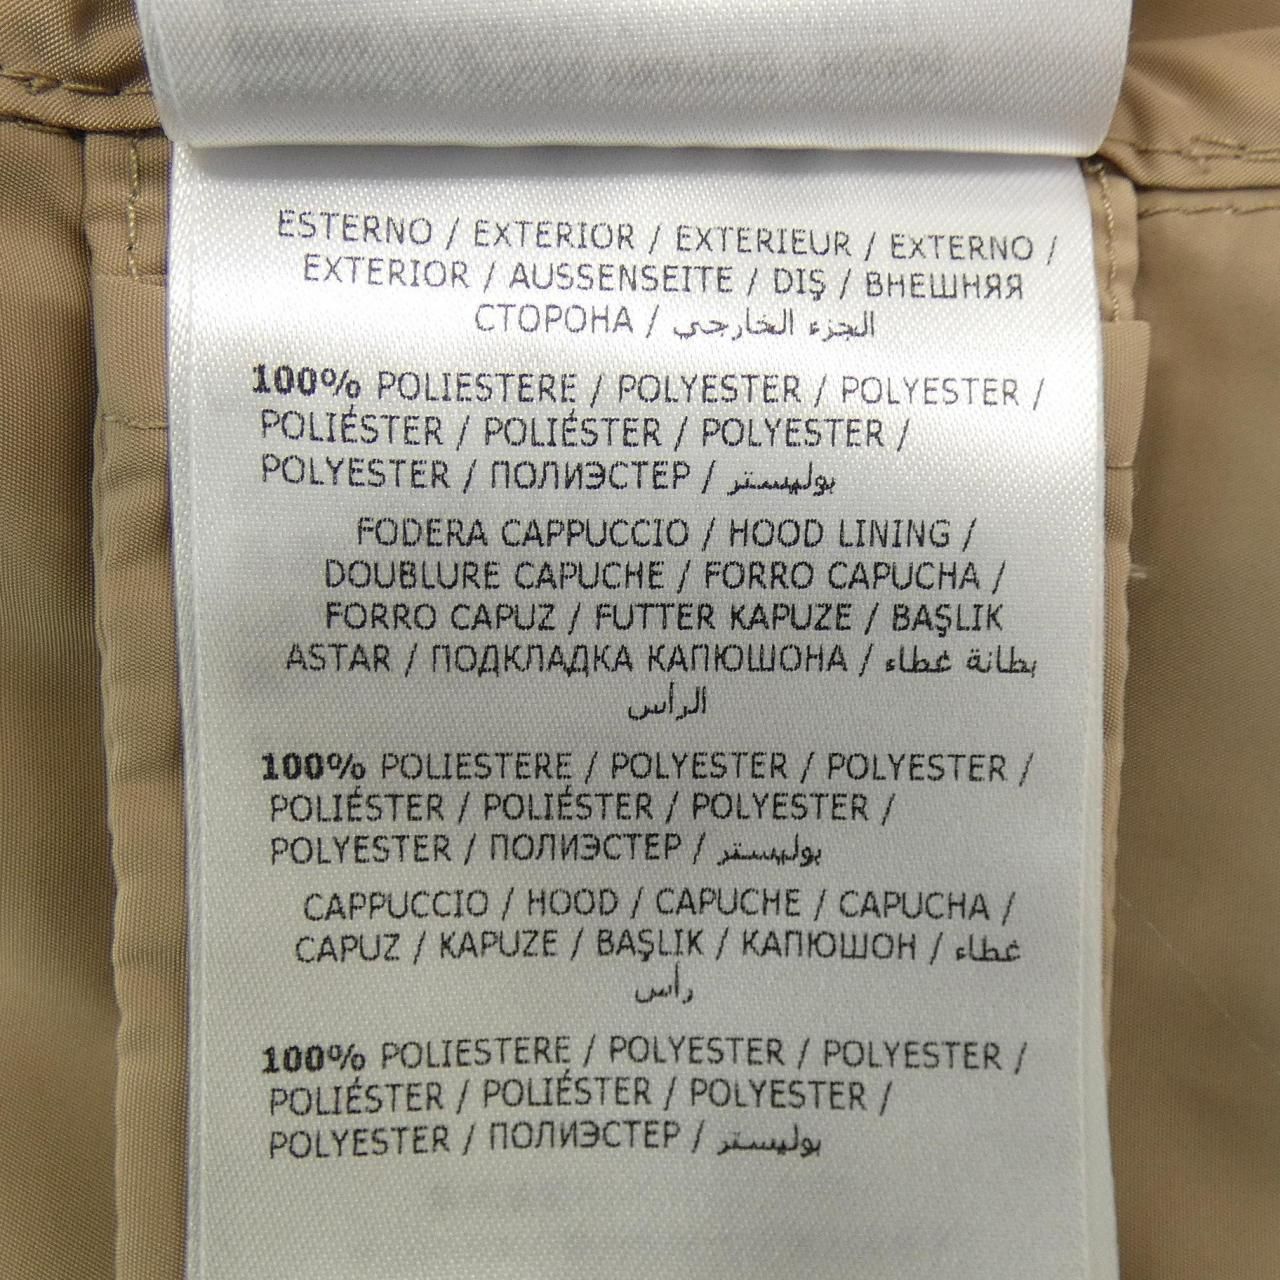 ESTERNO / EXTERIOR / EXTERIEUR / EXTERNO /
EXTERIOR / AUSSENSEITE / DIŞ / ВНЕШНЯЯ
СТОРОНА / الجزء الخارجي
100% POLIESTERE / POLYESTER / POLYESTER /
POLIÉSTER / POLIÉSTER / POLYESTER /
POLYESTER / ПОЛИЭСТЕР / بوليستر
FODERA CAPPUCCIO / HOOD LINING /
DOUBLURE CAPUCHE / FORRO CAPUCHA /
FORRO CAPUZ / FUTTER KAPUZE / BAŞLIK
ASTAR / ПОДКЛАДКА КАПЮШОНА / بطانة غطاء
الرأس
100% POLIESTERE / POLYESTER / POLYESTER /
POLIÉSTER / POLIÉSTER / POLYESTER /
POLYESTER / ПОЛИЭСТЕР / بوليستر
CAPPUCCIO / HOOD / CAPUCHE / CAPUCHA /
CAPUZ / KAPUZE / BAŞLIK / КАПЮШОН / غطاء
رأس
100% POLIESTERE / POLYESTER / POLYESTER /
POLIÉSTER / POLIÉSTER / POLYESTER /
POLYESTER / ПОЛИЭСТЕР / بوليستر